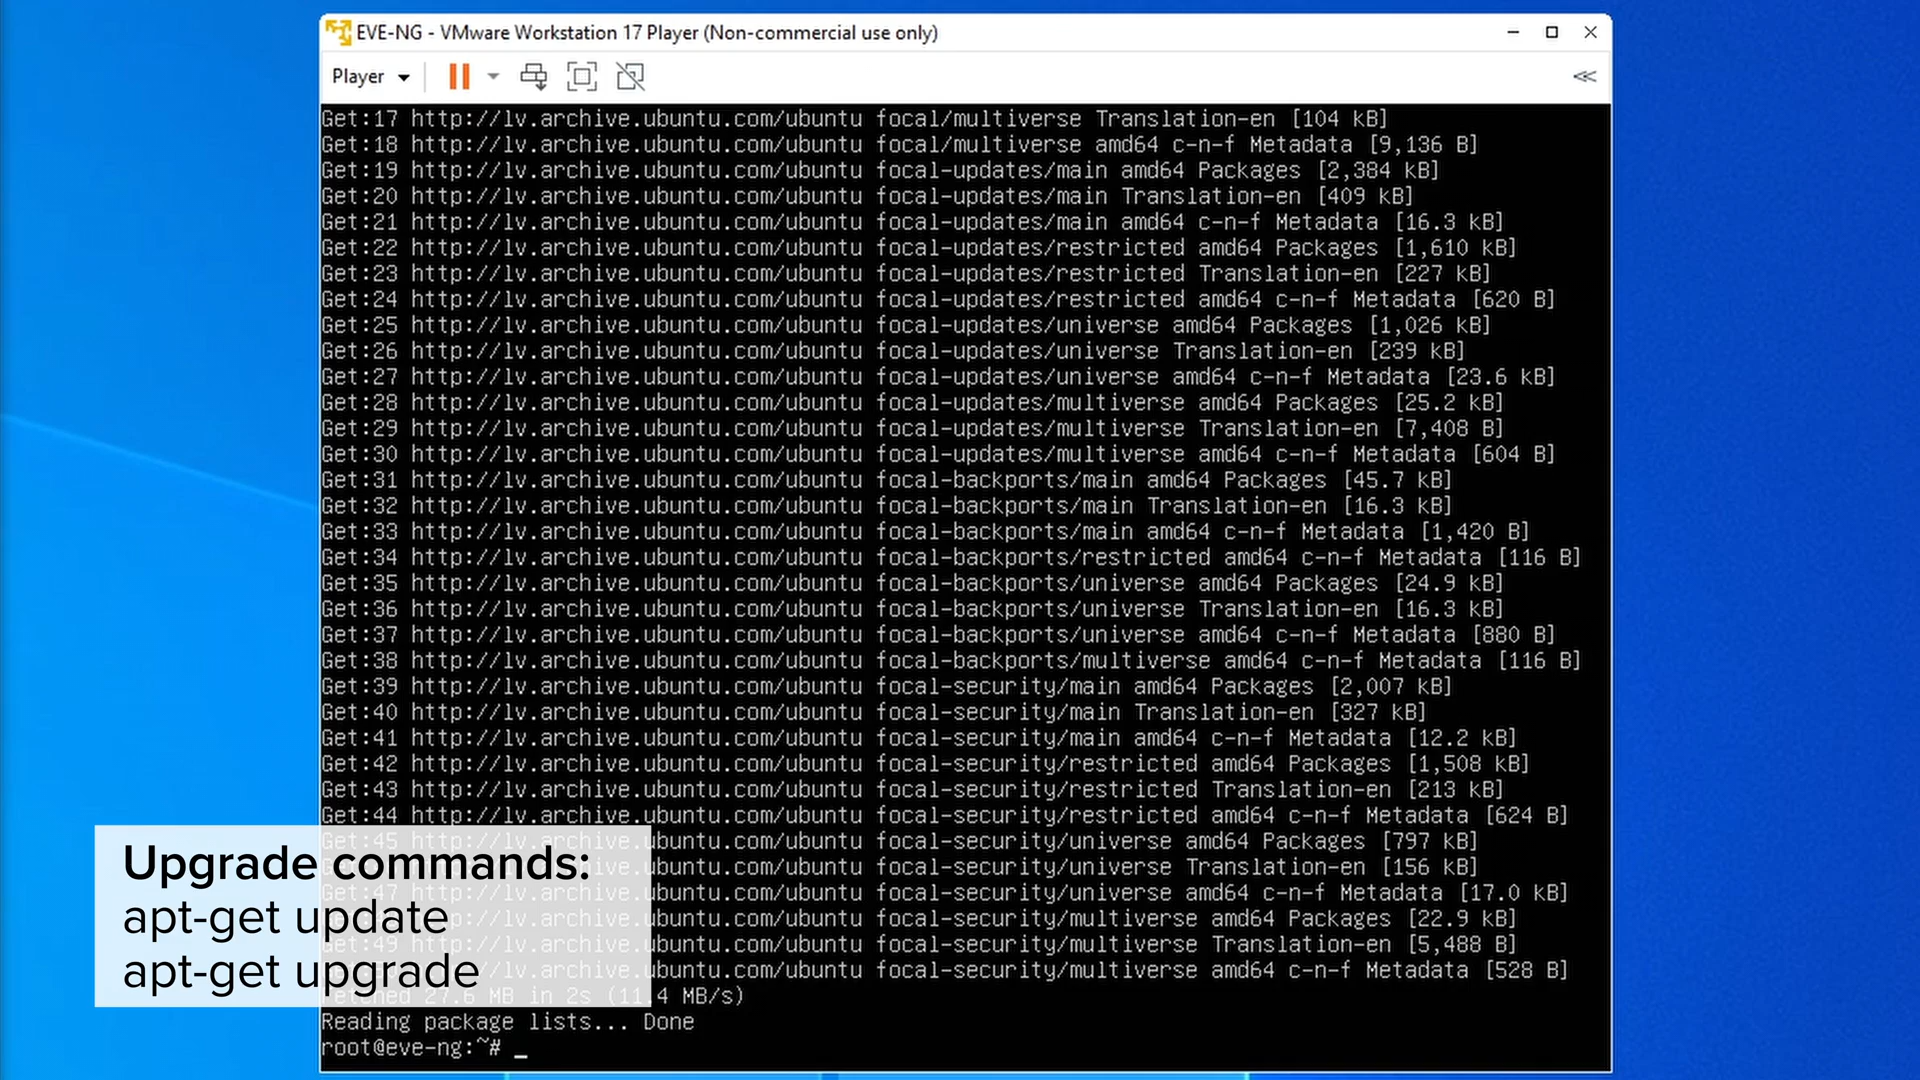 EVE-NG - VMware Workstation 17 Player (Non-commercial use only)
Player
Get:17 http://lv.archive.ubuntu.com/ubuntu focal/multiverse Translation-en [104 kB]
Get:18 http://lv.archive.ubuntu.com/ubuntu focal/multiverse amd64 c-n-f Metadata [9,136 B]
Get:19 http://lv.archive.ubuntu.com/ubuntu focal-updates/main amd64 Packages [2,384 kB]
Get:20 http://lv.archive.ubuntu.com/ubuntu focal-updates/main Translation-en [409 kB]
Get:21 http://lv.archive.ubuntu.com/ubuntu focal-updates/main amd64 c-n-f Metadata [16.3 kB]
Get:22 http://lv.archive.ubuntu.com/ubuntu focal-updates/restricted amd64 Packages [1,610 kB]
Get:23 http://lv.archive.ubuntu.com/ubuntu focal-updates/restricted Translation-en [227 kB]
Get:24 http://lv.archive.ubuntu.com/ubuntu focal-updates/restricted amd64 c-n-f Metadata [620 B]
Get:25 http://lv.archive.ubuntu.com/ubuntu focal-updates/universe amd64 Packages [1,026 kB]
Get:26 http://lv.archive.ubuntu.com/ubuntu focal-updates/universe Translation-en [239 kB]
Get:27 http://lv.archive.ubuntu.com/ubuntu focal-updates/universe amd64 c-n-f Metadata [23.6 kB]
Get:28 http://lv.archive.ubuntu.com/ubuntu focal-updates/multiverse amd64 Packages [25.2 kB]
Get:29 http://lv.archive.ubuntu.com/ubuntu focal-updates/multiverse Translation-en [7,408 B]
Get:30 http://lv.archive.ubuntu.com/ubuntu focal-updates/multiverse amd64 c-n-f Metadata [604 B]
Get:31 http://lv.archive.ubuntu.com/ubuntu focal-backports/main amd64 Packages [45.7 kB]
Get:32 http://lv.archive.ubuntu.com/ubuntu focal-backports/main Translation-en [16.3 kB]
Get:33 http://lv.archive.ubuntu.com/ubuntu focal-backports/main amd64 c-n-f Metadata [1,420 B]
Get:34 http://lv.archive.ubuntu.com/ubuntu focal-backports/restricted amd64 c-n-f Metadata [116 B]
Get:35 http://lv.archive.ubuntu.com/ubuntu focal-backports/universe amd64 Packages [24.9 kB]
Get:36 http://lv.archive.ubuntu.com/ubuntu focal-backports/universe Translation-en [16.3 kB]
Get:37 http://lv.archive.ubuntu.com/ubuntu focal-backports/universe amd64 c-n-f Metadata [880 B]
Get:38 http://lv.archive.ubuntu.com/ubuntu focal-backports/multiverse amd64 c-n-f Metadata [116 B]
Get:39 http://lv.archive.ubuntu.com/ubuntu focal-security/main amd64 Packages [2,007 kB]
Get:40 http://lv.archive.ubuntu.com/ubuntu focal-security/main Translation-en [327 kB]
Get:41 http://lv.archive.ubuntu.com/ubuntu focal-security/main amd64 c-n-f Metadata [12.2 kB]
Get:42 http://lv.archive.ubuntu.com/ubuntu focal-security/restricted amd64 Packages [1,508 kB]
Get:43 http://lv.archive.ubuntu.com/ubuntu focal-security/restricted Translation-en [213 kB]
Get:44 http://lv.archive.ubuntu.com/ubuntu focal-security/restricted amd64 c-n-f Metadata [624 B]
Get:45 http://lv.archive.ubuntu.com/ubuntu focal-security/universe amd64 Packages [797 kB]
lv.archive.ubuntu.com/ubuntu focal-security/universe Translation-en [156 kB]
Get:47 http://lv.archive.ubuntu.com/ubuntu focal-security/universe amd64 c-n-f Metadata [17.0 kB]
lv.archive.ubuntu.com/ubuntu focal-security/multiverse amd64 Packages [22.9 kB]
Get:49 http://lv.archive.ubuntu.com/ubuntu focal-security/multiverse Translation-en [5,488 B]
lv.archive.ubuntu.com/ubuntu focal-security/multiverse amd64 c-n-f Metadata [528 B]
Fetched 27.6 MB in 2s (11.4 MB/s)
Reading package lists... Done
root@eve-ng:~# _
Upgrade commands:
apt-get update
apt-get upgrade